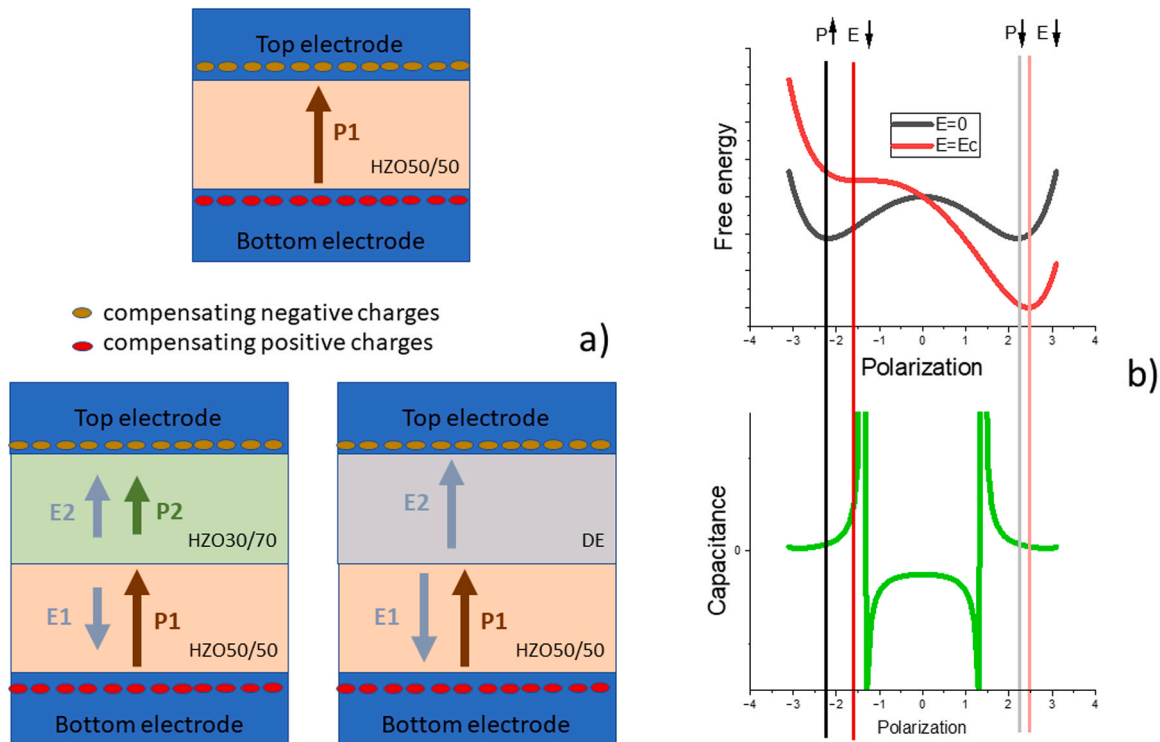 Top electrode
P1
HZO50/50
Bottom electrode
compensating negative charges
compensating positive charges
a)
Top electrode
E2
P2
HZO30/70
E1
P1
HZO50/50
Bottom electrode
Top electrode
E2
DE
E1
P1
HZO50/50
Bottom electrode
P E P E
E=0
E=Ec
Free energy
−4 −3 −2 −1 0 1 2 3 4
Polarization
b)
Capacitance
0
−4 −3 −2 −1 0 1 2 3 4
Polarization